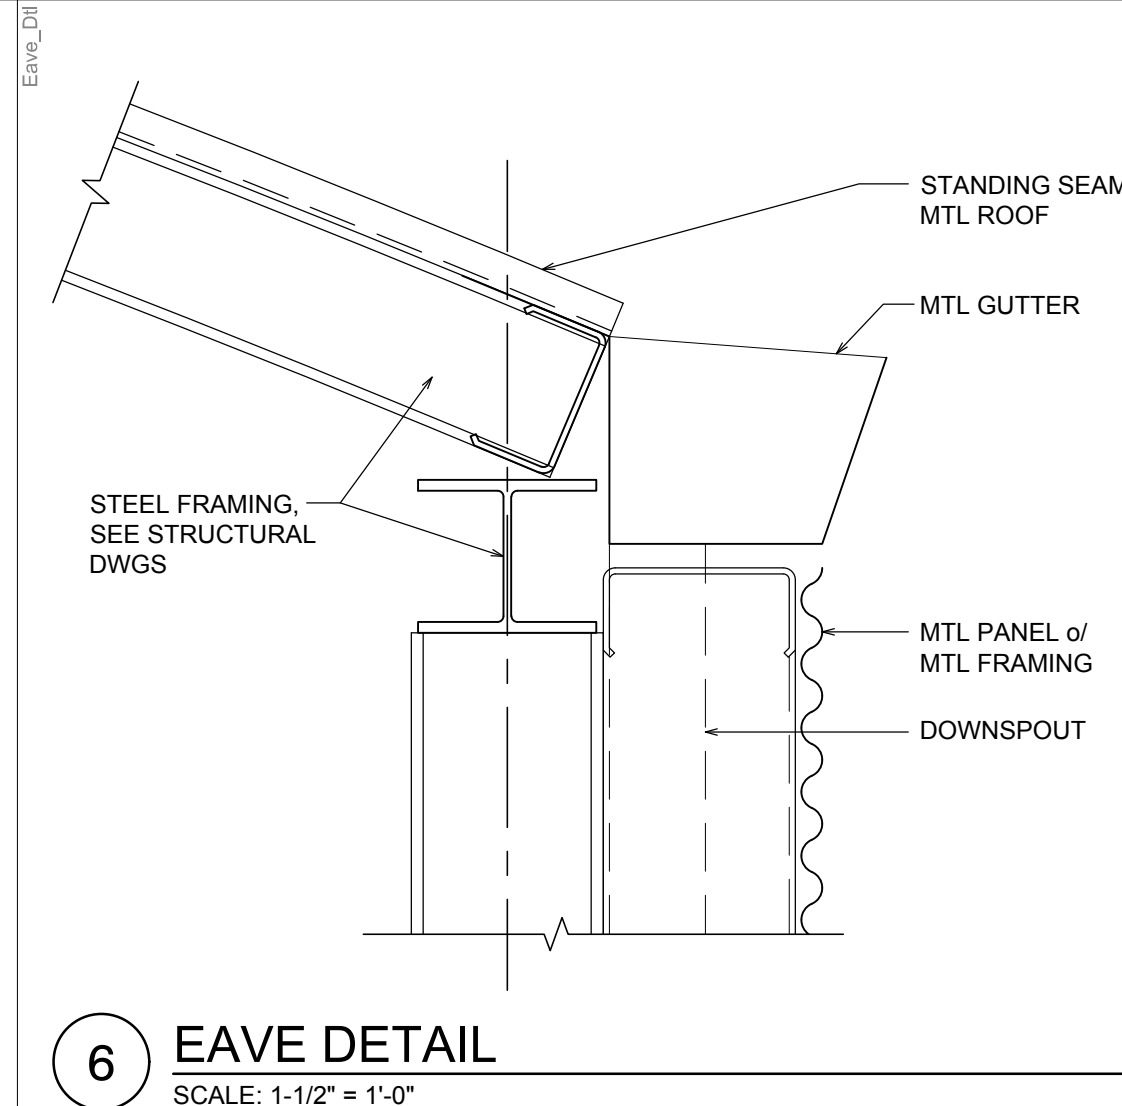 Eave_Dtl
STANDING SEAM
MTL ROOF
MTL GUTTER
STEEL FRAMING,
SEE STRUCTURAL
DWGS
MTL PANEL o/
MTL FRAMING
DOWNSPOUT
6
EAVE DETAIL
SCALE: 1-1/2" = 1'-0"